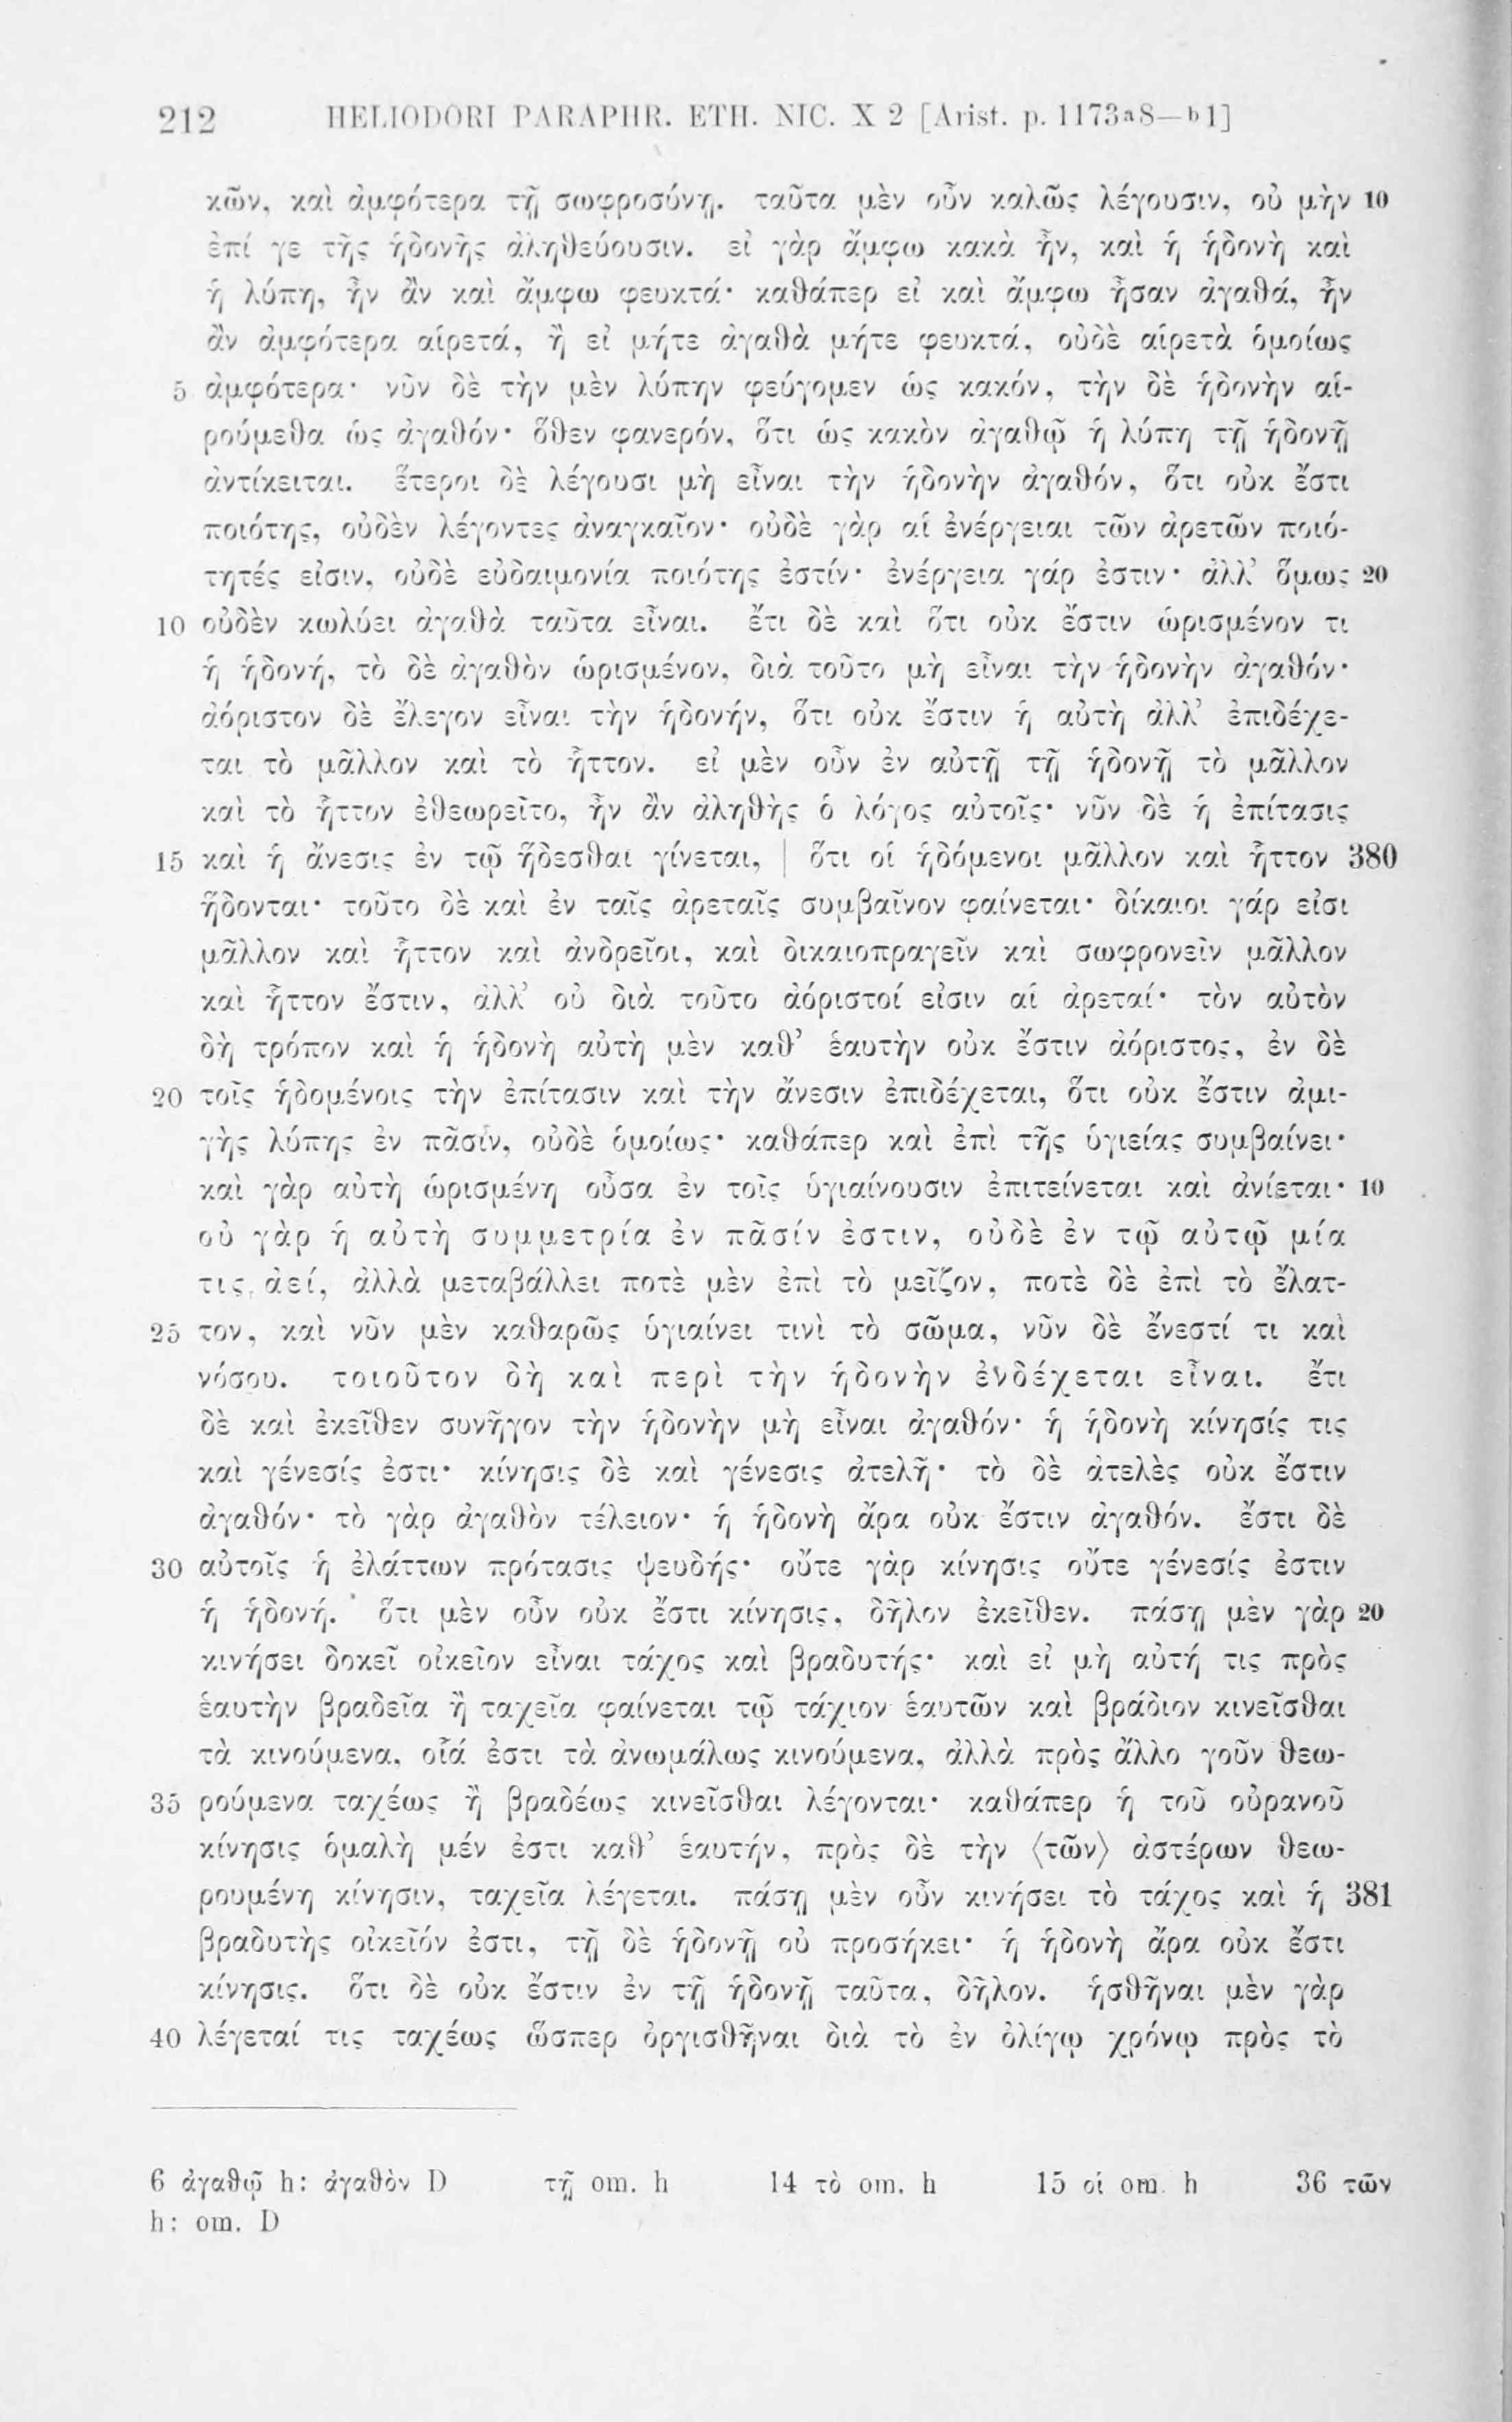 212 HELIODORI PARAPHR. ETH. NIC. X 2 [Arist. p. 1173a8—b1]
κῶν, καὶ ἀμφότερα τῇ σωφροσύνῃ. ταῦτα μὲν οὖν καλῶς λέγουσιν, οὐ μὴν 10
ἐπί γε τῆς ἡδονῆς ἀληθεύουσιν. εἰ γὰρ ἄμφω κακὰ ἦν, καὶ ἡ ἡδονὴ καὶ
ἡ λύπη, ἦν ἂν καὶ ἄμφω φευκτά· καθάπερ εἰ καὶ ἄμφω ἦσαν ἀγαθά, ἦν
ἂν ἀμφότερα αἱρετά, ἢ εἰ μήτε ἀγαθὰ μήτε φευκτά, οὐδὲ αἱρετὰ ὁμοίως
5 ἀμφότερα· νῦν δὲ τὴν μὲν λύπην φεύγομεν ὡς κακόν, τὴν δὲ ἡδονὴν αἱ-
ρούμεθα ὡς ἀγαθόν· ὅθεν φανερόν, ὅτι ὡς κακὸν ἀγαθῷ ἡ λύπη τῇ ἡδονῇ
ἀντίκειται. ἕτεροι δὲ λέγουσι μὴ εἶναι τὴν ἡδονὴν ἀγαθόν, ὅτι οὐκ ἔστι
ποιότης, οὐδὲν λέγοντες ἀναγκαῖον· οὐδὲ γὰρ αἱ ἐνέργειαι τῶν ἀρετῶν ποιό-
τητές εἰσιν, οὐδὲ εὐδαιμονία ποιότης ἐστίν· ἐνέργεια γάρ ἐστιν· ἀλλ’ ὅμως 20
10 οὐδὲν κωλύει ἀγαθὰ ταῦτα εἶναι. ἔτι δὲ καὶ ὅτι οὐκ ἔστιν ὡρισμένον τι
ἡ ἡδονή, τὸ δὲ ἀγαθὸν ὡρισμένον, διὰ τοῦτο μὴ εἶναι τὴν ἡδονὴν ἀγαθόν·
ἀόριστον δὲ ἔλεγον εἶναι τὴν ἡδονήν, ὅτι οὐκ ἔστιν ἡ αὐτὴ ἀλλ’ ἐπιδέχε-
ται τὸ μᾶλλον καὶ τὸ ἧττον. εἰ μὲν οὖν ἐν αὐτῇ τῇ ἡδονῇ τὸ μᾶλλον
καὶ τὸ ἧττον ἐθεωρεῖτο, ἦν ἂν ἀληθὴς ὁ λόγος αὐτοῖς· νῦν δὲ ἡ ἐπίτασις
15 καὶ ἡ ἄνεσις ἐν τῷ ἥδεσθαι γίνεται, | ὅτι οἱ ἡδόμενοι μᾶλλον καὶ ἧττον 380
ἥδονται· τοῦτο δὲ καὶ ἐν ταῖς ἀρεταῖς συμβαῖνον φαίνεται· δίκαιοι γάρ εἰσι
μᾶλλον καὶ ἧττον καὶ ἀνδρεῖοι, καὶ δικαιοπραγεῖν καὶ σωφρονεῖν μᾶλλον
καὶ ἧττον ἔστιν, ἀλλ’ οὐ διὰ τοῦτο ἀόριστοί εἰσιν αἱ ἀρεταί· τὸν αὐτὸν
δὴ τρόπον καὶ ἡ ἡδονὴ αὐτὴ μὲν καθ’ ἑαυτὴν οὐκ ἔστιν ἀόριστος, ἐν δὲ
20 τοῖς ἡδομένοις τὴν ἐπίτασιν καὶ τὴν ἄνεσιν ἐπιδέχεται, ὅτι οὐκ ἔστιν ἀμι-
γὴς λύπης ἐν πᾶσίν, οὐδὲ ὁμοίως· καθάπερ καὶ ἐπὶ τῆς ὑγιείας συμβαίνει·
καὶ γὰρ αὐτὴ ὡρισμένη οὖσα ἐν τοῖς ὑγιαίνουσιν ἐπιτείνεται καὶ ἀνίεται· 10
οὐ γὰρ ἡ αὐτὴ συμμετρία ἐν πᾶσίν ἐστιν, οὐδὲ ἐν τῷ αὐτῷ μία
τις ἀεί, ἀλλὰ μεταβάλλει ποτὲ μὲν ἐπὶ τὸ μεῖζον, ποτὲ δὲ ἐπὶ τὸ ἔλατ-
25 τον, καὶ νῦν μὲν καθαρῶς ὑγιαίνει τινὶ τὸ σῶμα, νῦν δὲ ἔνεστί τι καὶ
νόσου. τοιοῦτον δὴ καὶ περὶ τὴν ἡδονὴν ἐνδέχεται εἶναι. ἔτι
δὲ καὶ ἐκεῖθεν συνῆγον τὴν ἡδονὴν μὴ εἶναι ἀγαθόν· ἡ ἡδονὴ κίνησίς τις
καὶ γένεσίς ἐστι· κίνησις δὲ καὶ γένεσις ἀτελῆ· τὸ δὲ ἀτελὲς οὐκ ἔστιν
ἀγαθόν· τὸ γὰρ ἀγαθὸν τέλειον· ἡ ἡδονὴ ἄρα οὐκ ἔστιν ἀγαθόν. ἔστι δὲ
30 αὐτοῖς ἡ ἐλάττων πρότασις ψευδής· οὔτε γὰρ κίνησις οὔτε γένεσίς ἐστιν
ἡ ἡδονή. ὅτι μὲν οὖν οὐκ ἔστι κίνησις, δῆλον ἐκεῖθεν. πάσῃ μὲν γὰρ 20
κινήσει δοκεῖ οἰκεῖον εἶναι τάχος καὶ βραδυτής· καὶ εἰ μὴ αὐτή τις πρὸς
ἑαυτὴν βραδεῖα ἢ ταχεῖα φαίνεται τῷ τάχιον ἑαυτῶν καὶ βράδιον κινεῖσθαι
τὰ κινούμενα, οἷά ἐστι τὰ ἀνωμάλως κινούμενα, ἀλλὰ πρὸς ἄλλο γοῦν θεω-
35 ρούμενα ταχέως ἢ βραδέως κινεῖσθαι λέγονται· καθάπερ ἡ τοῦ οὐρανοῦ
κίνησις ὁμαλὴ μέν ἐστι καθ’ ἑαυτήν, πρὸς δὲ τὴν ⟨τῶν⟩ ἀστέρων θεω-
ρουμένη κίνησιν, ταχεῖα λέγεται. πάσῃ μὲν οὖν κινήσει τὸ τάχος καὶ ἡ 381
βραδυτὴς οἰκεῖόν ἐστι, τῇ δὲ ἡδονῇ οὐ προσήκει· ἡ ἡδονὴ ἄρα οὐκ ἔστι
κίνησις. ὅτι δὲ οὐκ ἔστιν ἐν τῇ ἡδονῇ ταῦτα, δῆλον. ἡσθῆναι μὲν γὰρ
40 λέγεταί τις ταχέως ὥσπερ ὀργισθῆναι διὰ τὸ ἐν ὀλίγῳ χρόνῳ πρὸς τὸ
6 ἀγαθῷ h: ἀγαθὸν D τῇ om. h 14 τὸ om. h 15 οἱ om. h 36 τῶν
h: om. D